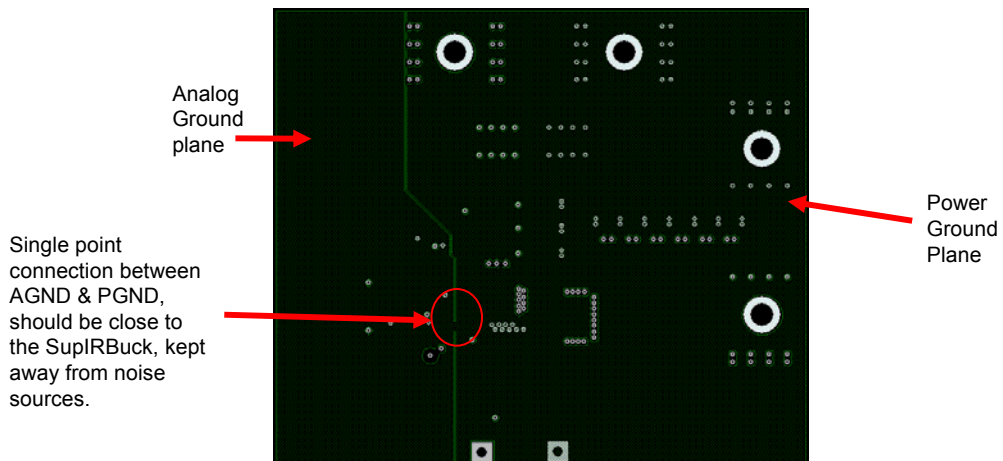 Analog
Ground
plane
Single point
connection between
AGND & PGND,
should be close to
the SupIRBuck, kept
away from noise
sources.
Power
Ground
Plane